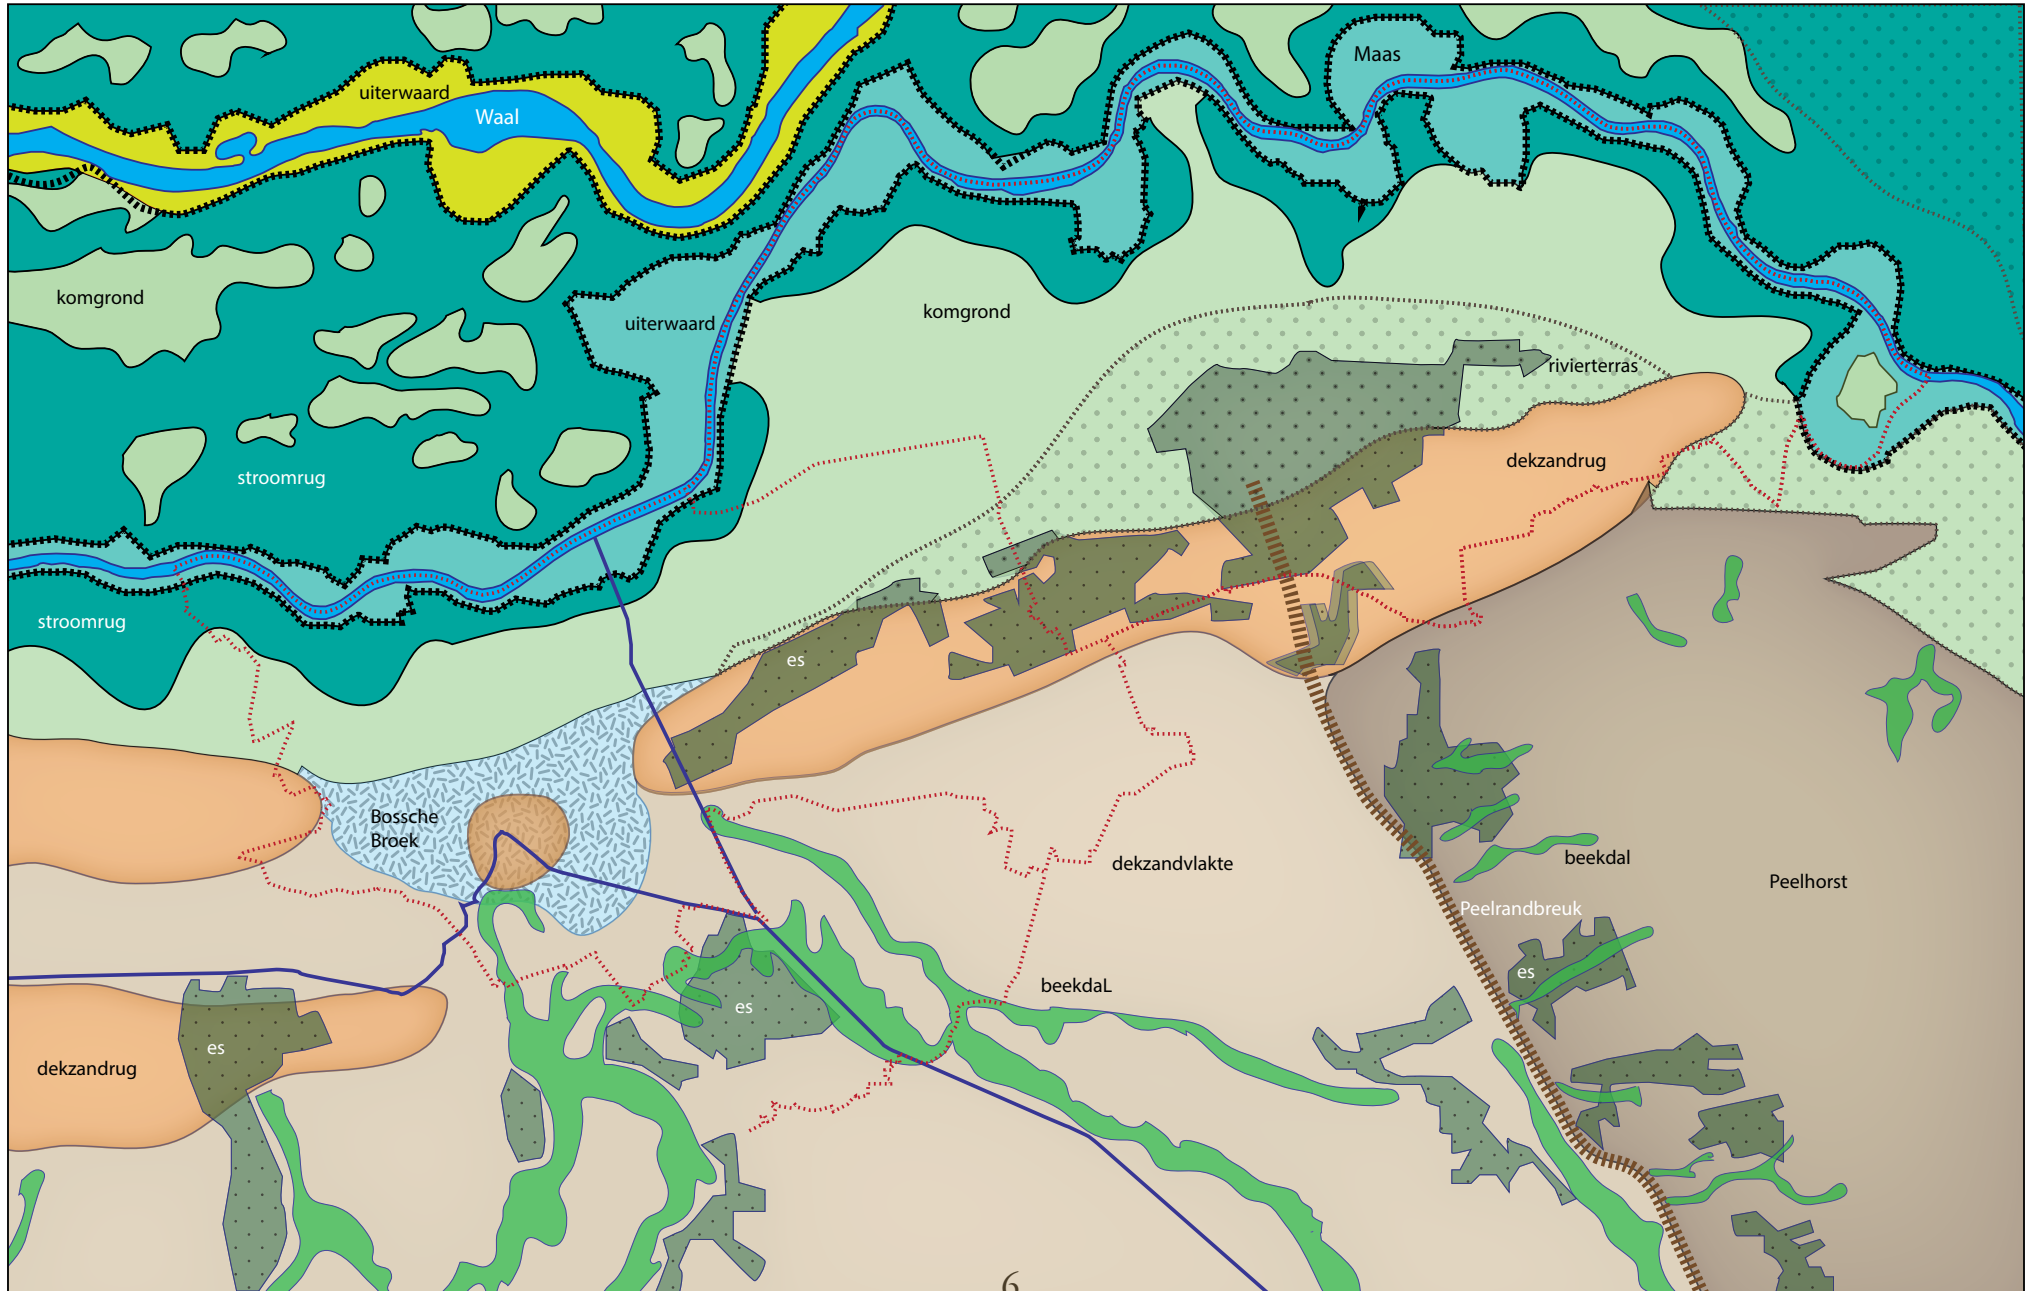 Maas
uiterwaard
Waal
komgrond
komgrond
uiterwaard
rivierterras
dekzandrug
stroomrug
stroomrug
es
Bossche
Broek
dekzandvlakte
beekdal
Peelhorst
Peelrandbreuk
es
beekdaL
es
es
dekzandrug
6